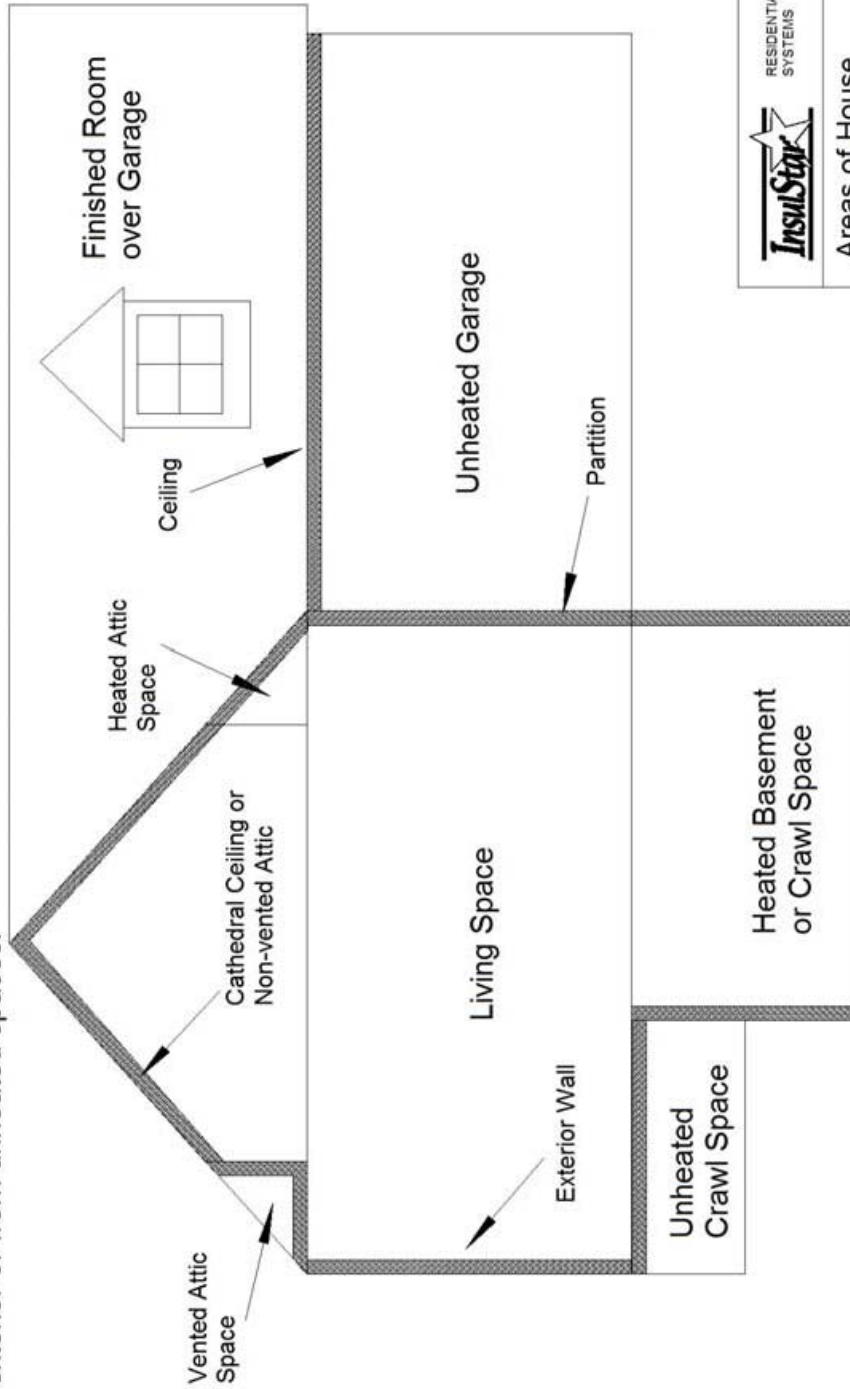 Finished Room
over Garage
Ceiling
Heated Attic
Space
Cathedral Ceiling or
Non-vented Attic
Vented Attic
Space
Unheated Garage
Partition
Living Space
Exterior Wall
Heated Basement
or Crawl Space
Unheated
Crawl Space
InsulStar
SYSTEMS
Areas of House